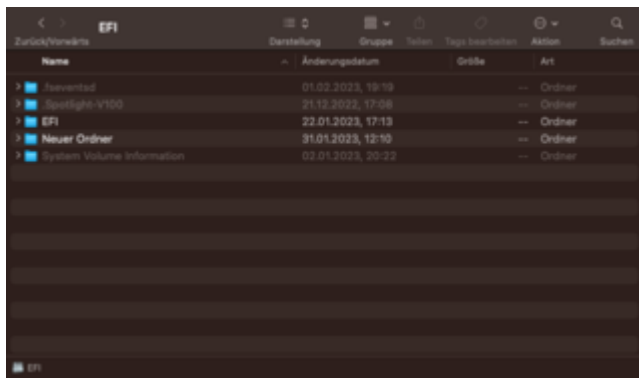 EFI
Zurück/Vorwärts Darstellung Gruppe Teilen Tags bearbeiten Aktion Suchen
Name Änderungsdatum Größe Art
.fseventsd 01.02.2023, 19:19 -- Ordner
.Spotlight-V100 21.12.2022, 17:08 -- Ordner
EFI 22.01.2023, 17:13 -- Ordner
Neuer Ordner 31.01.2023, 12:10 -- Ordner
System Volume Information 02.01.2023, 20:22 -- Ordner
EFI